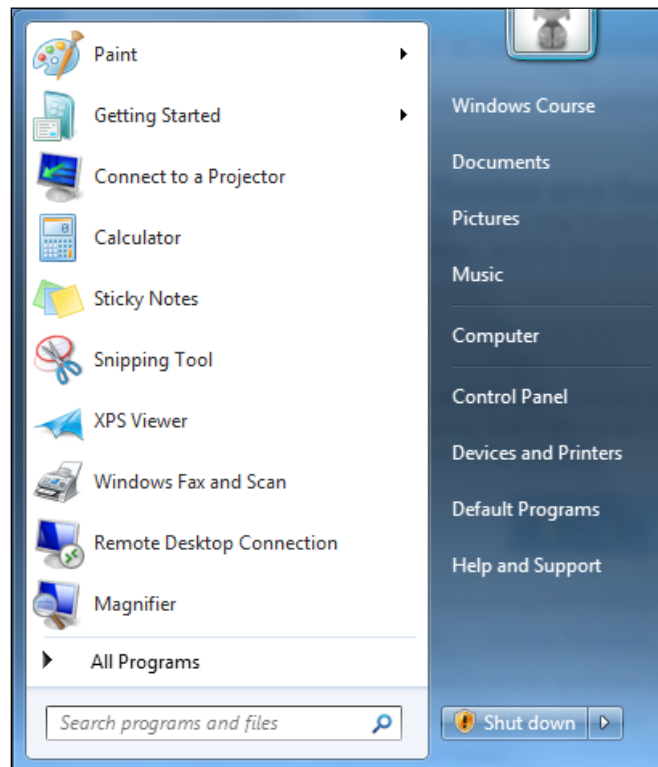 Paint
Getting Started
Connect to a Projector
Calculator
Sticky Notes
Snipping Tool
XPS Viewer
Windows Fax and Scan
Remote Desktop Connection
Magnifier
All Programs
Search programs and files
Windows Course
Documents
Pictures
Music
Computer
Control Panel
Devices and Printers
Default Programs
Help and Support
Shut down